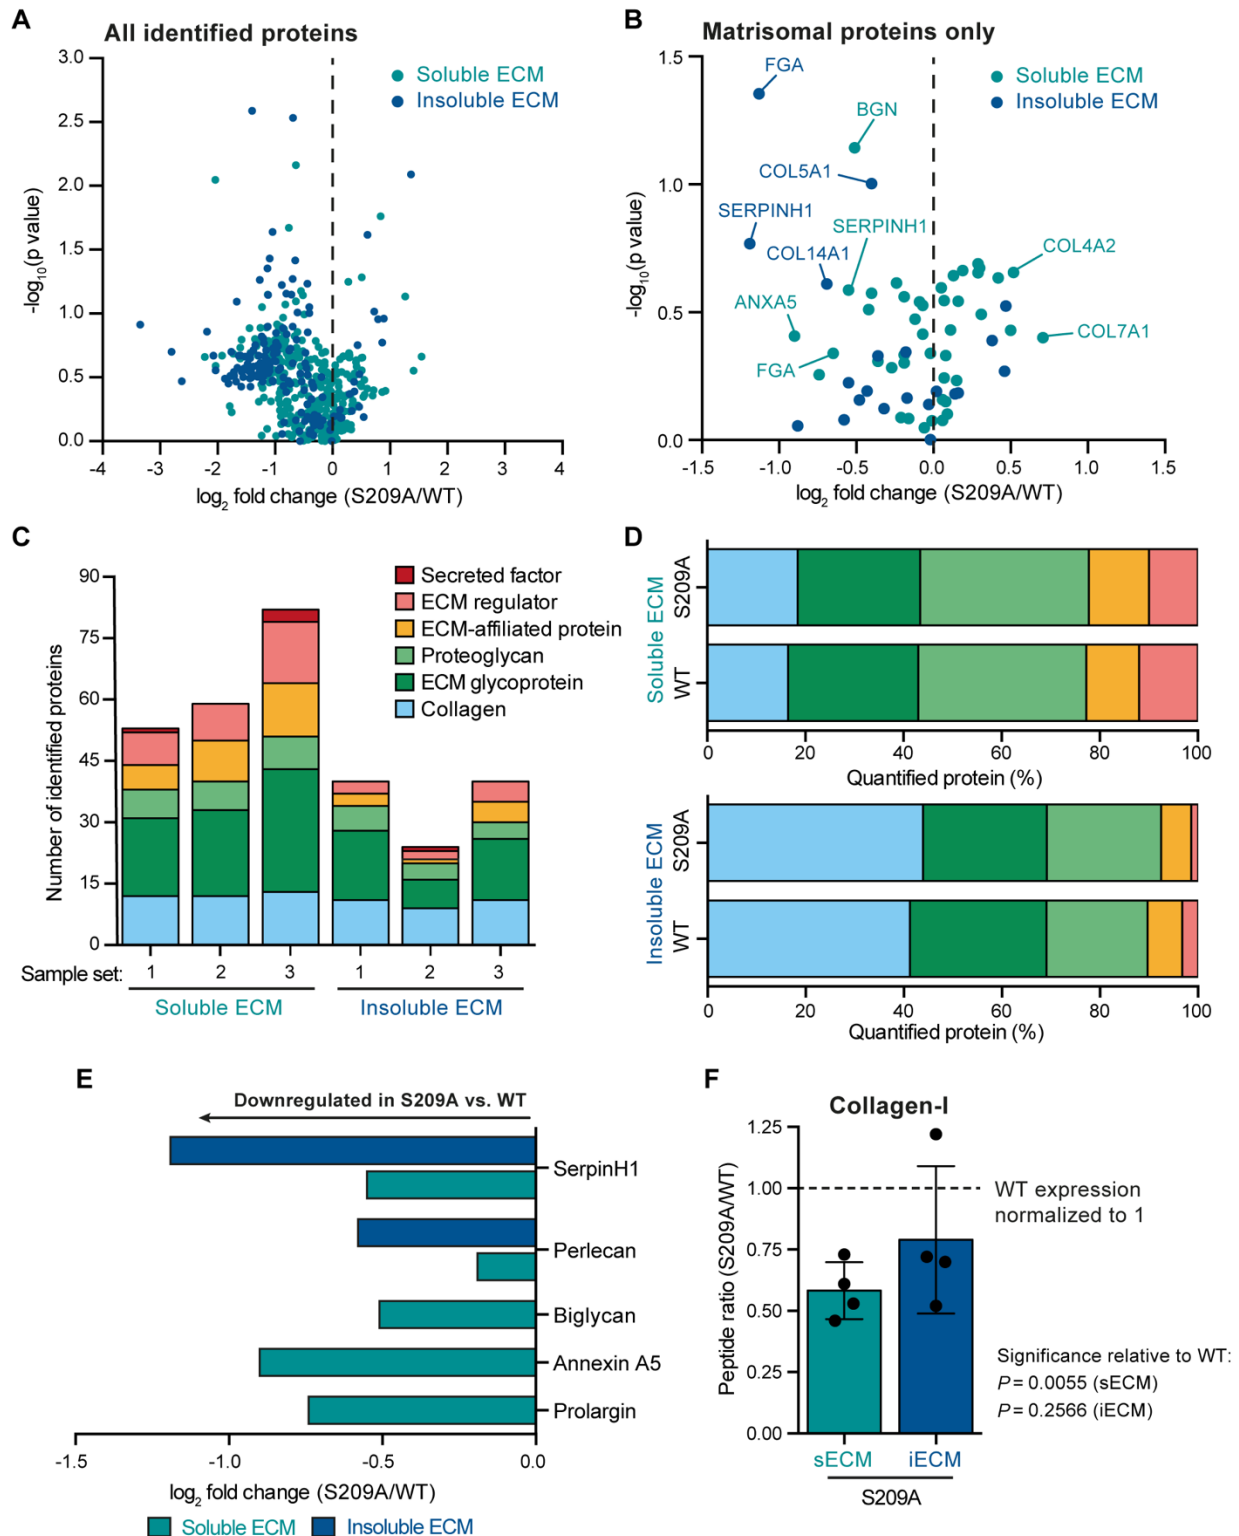 A
All identified proteins
3.0
2.5
2.0
1.5
1.0
0.5
0.0
-log10(p value)
Soluble ECM
Insoluble ECM
-4 -3 -2 -1 0 1 2 3 4
log2 fold change (S209A/WT)
B
Matrisomal proteins only
1.5
1.0
0.5
0.0
-log10(p value)
Soluble ECM
Insoluble ECM
FGA
BGN
COL5A1
SERPINH1
SERPINH1
COL14A1
COL4A2
ANXA5
COL7A1
FGA
-1.5 -1.0 -0.5 0.0 0.5 1.0 1.5
log2 fold change (S209A/WT)
C
90
75
60
45
30
15
0
Number of identified proteins
Secreted factor
ECM regulator
ECM-affiliated protein
Proteoglycan
ECM glycoprotein
Collagen
Sample set: 1 2 3 1 2 3
Soluble ECM Insoluble ECM
D
Soluble ECM
S209A
WT
0 20 40 60 80 100
Quantified protein (%)
Insoluble ECM
S209A
WT
0 20 40 60 80 100
Quantified protein (%)
E
Downregulated in S209A vs. WT
SerpinH1
Perlecan
Biglycan
Annexin A5
Prolargin
-1.5 -1.0 -0.5 0.0
log2 fold change (S209A/WT)
Soluble ECM Insoluble ECM
F
Collagen-I
1.25
1.00
0.75
0.50
0.25
0.00
Peptide ratio (S209A/WT)
WT expression
normalized to 1
Significance relative to WT:
P = 0.0055 (sECM)
P = 0.2566 (iECM)
sECM iECM
S209A